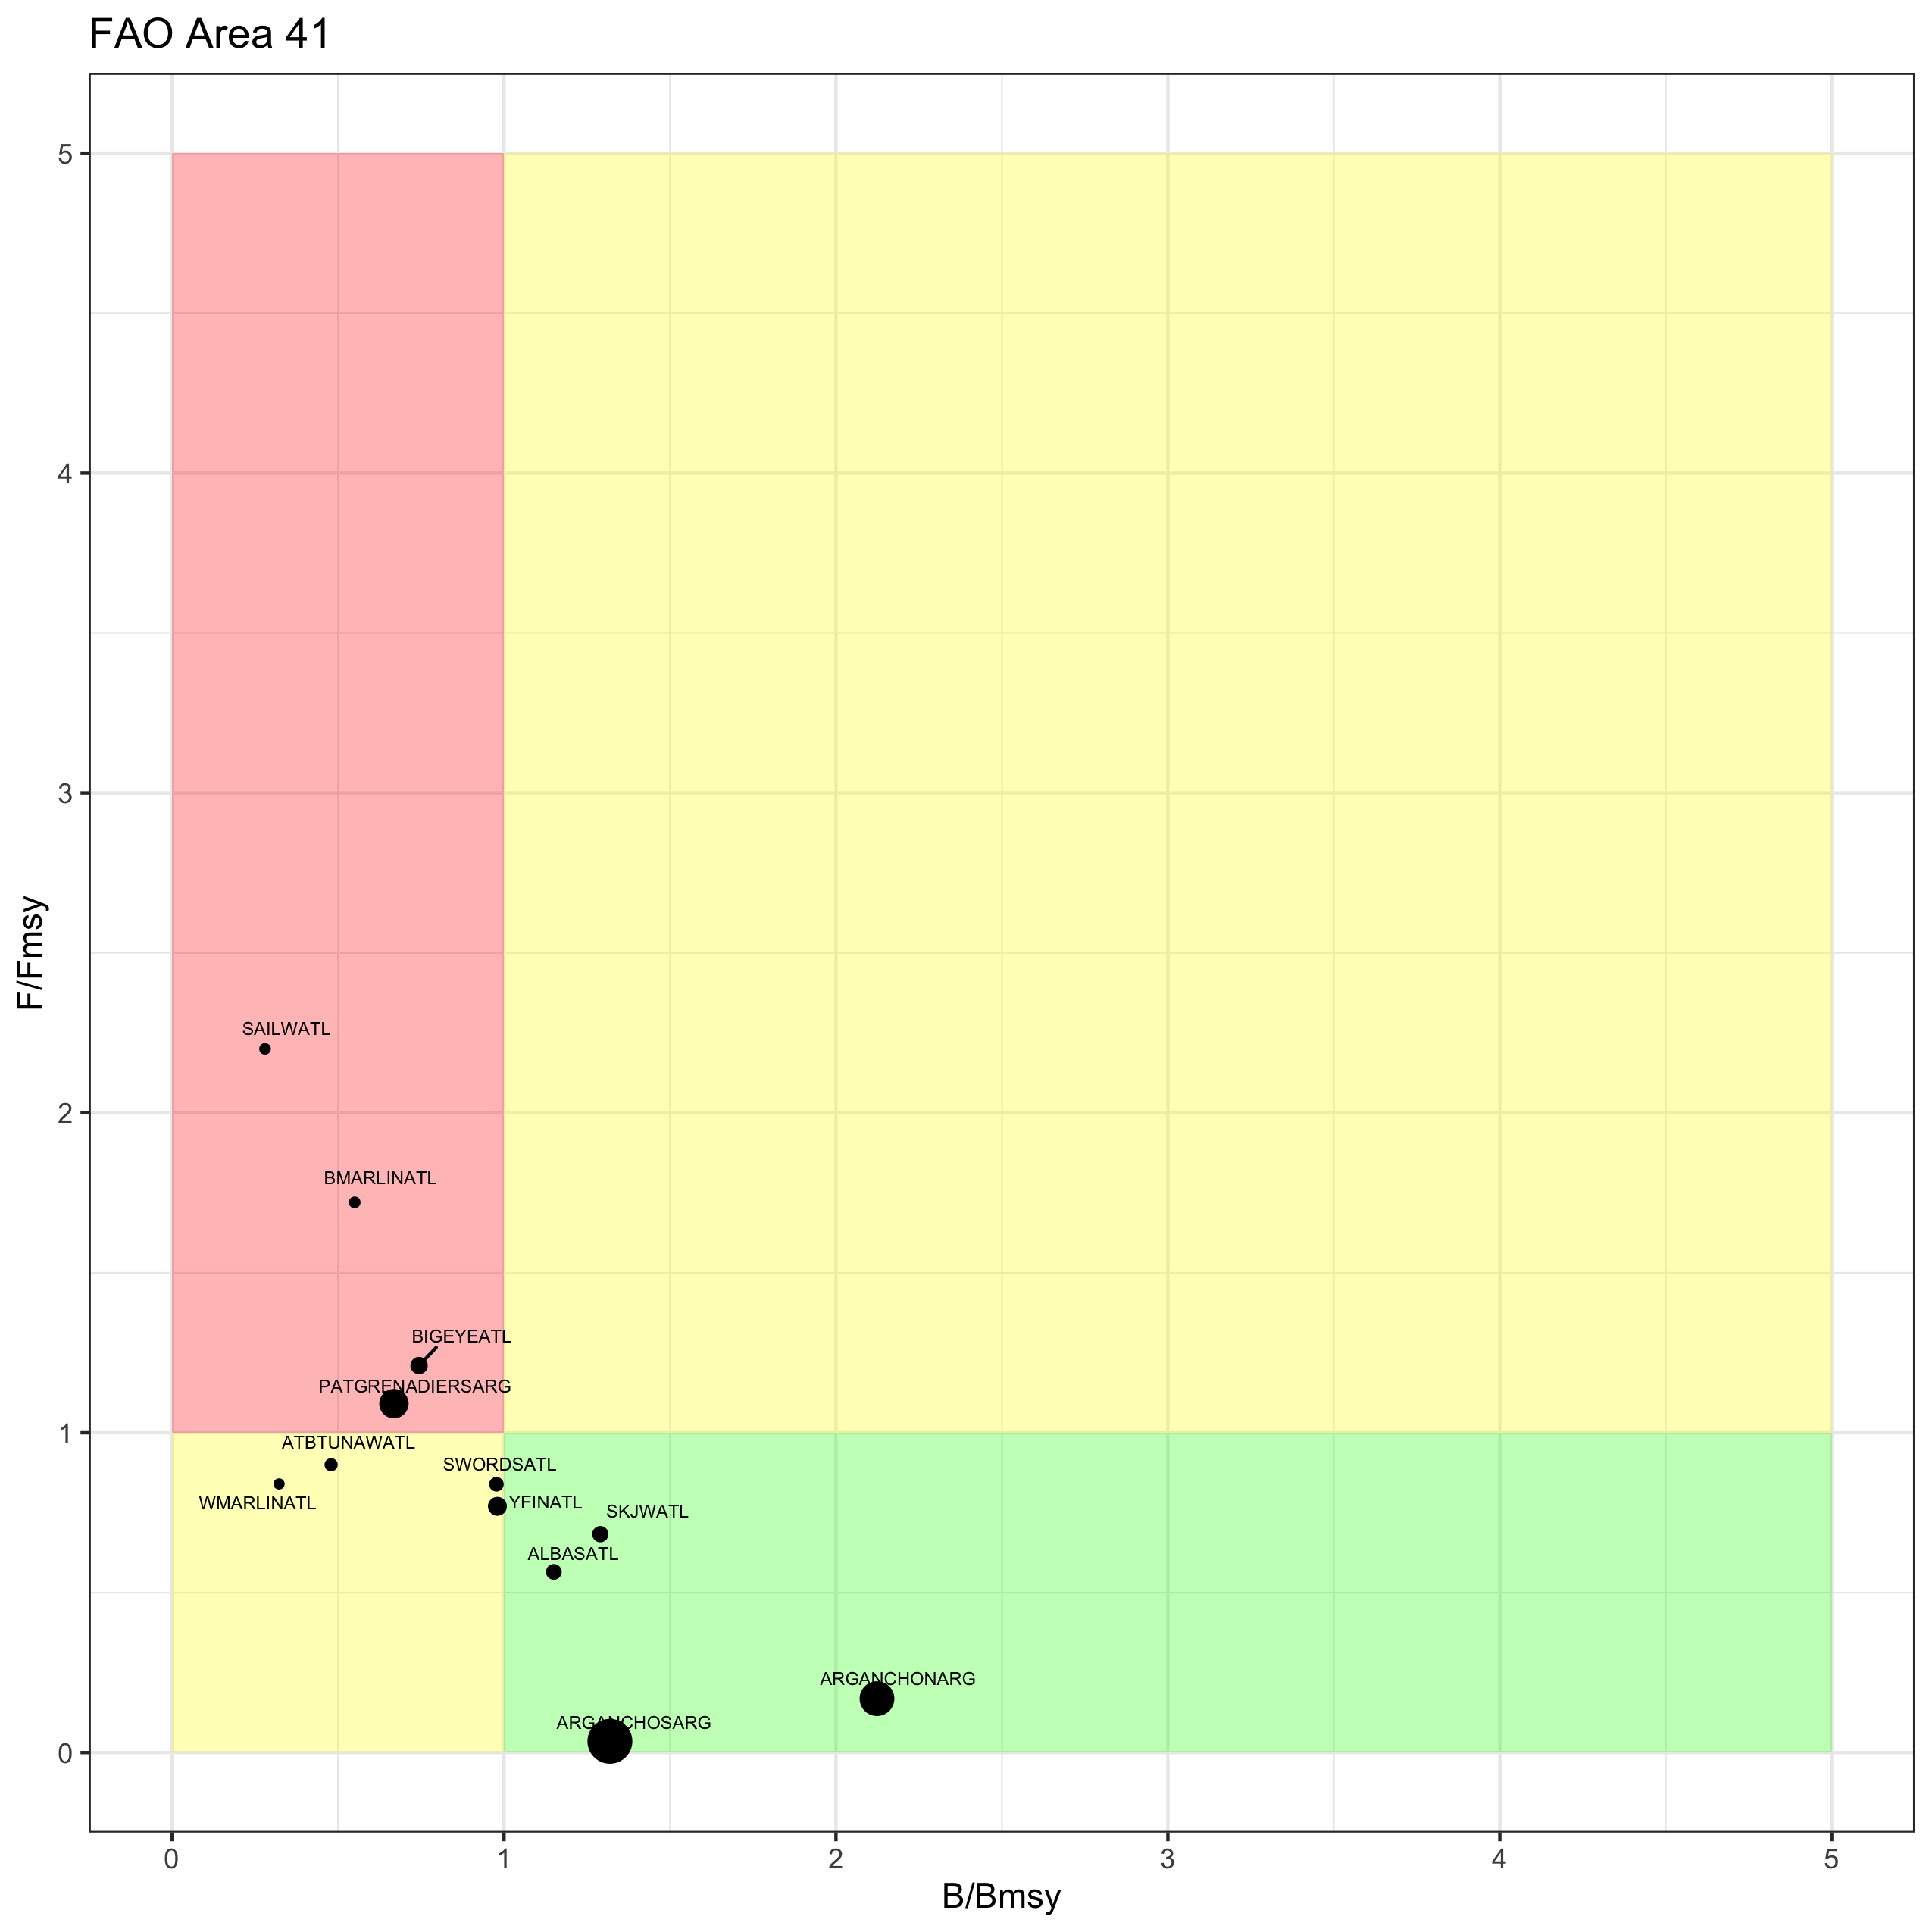 FAO Area 41
F/Fmsy
5
4
3
2
1
0
SAILWATL
BMARLINATL
BIGEYEATL
PATGRENADIERSARG
ATBTUNAWATL
SWORDSATL
WMARLINATL
YFINATL
SKJWATL
ALBASATL
ARGANCHONARG
ARGANCHOSARG
0 1 2 3 4 5
B/Bmsy